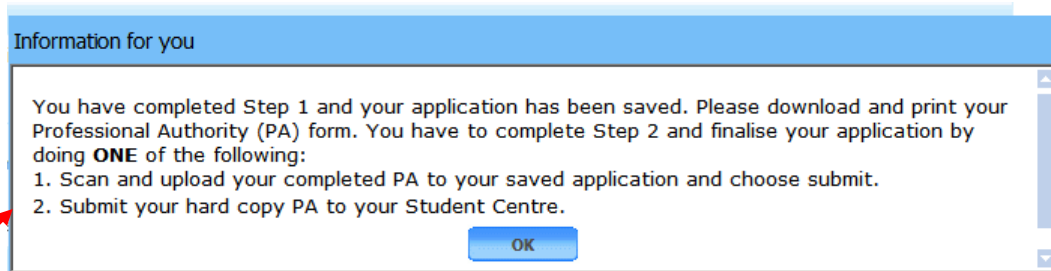 Information for you
You have completed Step 1 and your application has been saved. Please download and print your
Professional Authority (PA) form. You have to complete Step 2 and finalise your application by
doing ONE of the following:
1. Scan and upload your completed PA to your saved application and choose submit.
2. Submit your hard copy PA to your Student Centre.
OK